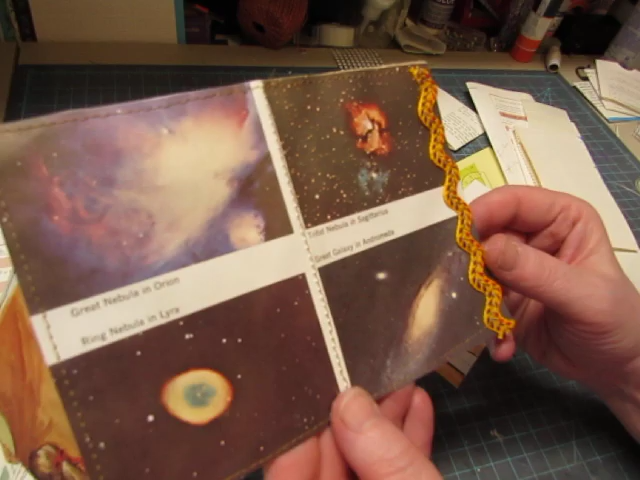 Great Nebula in Orion
Ring Nebula in Lyra
Trifid Nebula in Sagittarius
Great Galaxy in Andromeda